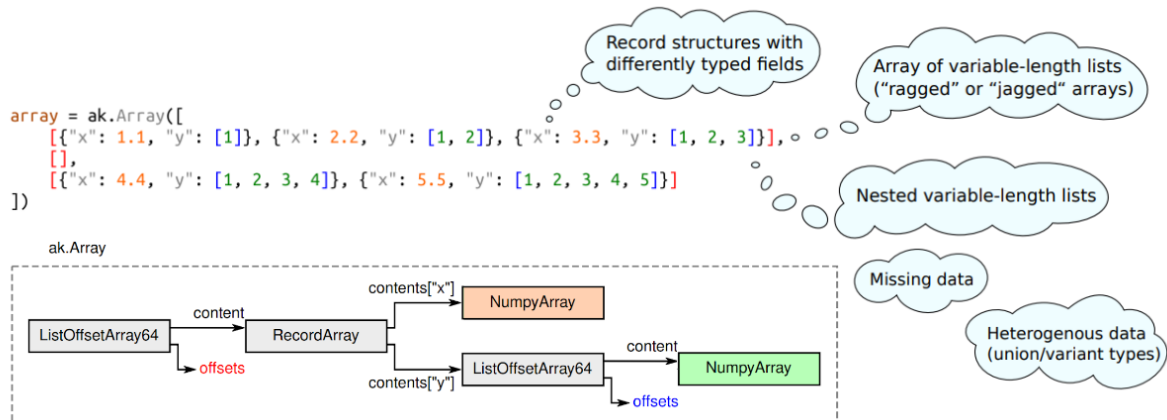 Record structures with
differently typed fields
Array of variable-length lists
(“ragged” or “jagged“ arrays)
array = ak.Array([
[{"x": 1.1, "y": [1]}, {"x": 2.2, "y": [1, 2]}, {"x": 3.3, "y": [1, 2, 3]}],
[],
[{"x": 4.4, "y": [1, 2, 3, 4]}, {"x": 5.5, "y": [1, 2, 3, 4, 5]}]
])
Nested variable-length lists
Missing data
Heterogenous data
(union/variant types)
ak.Array
ListOffsetArray64
content
offsets
RecordArray
contents["x"]
NumpyArray
contents["y"]
ListOffsetArray64
content
offsets
NumpyArray